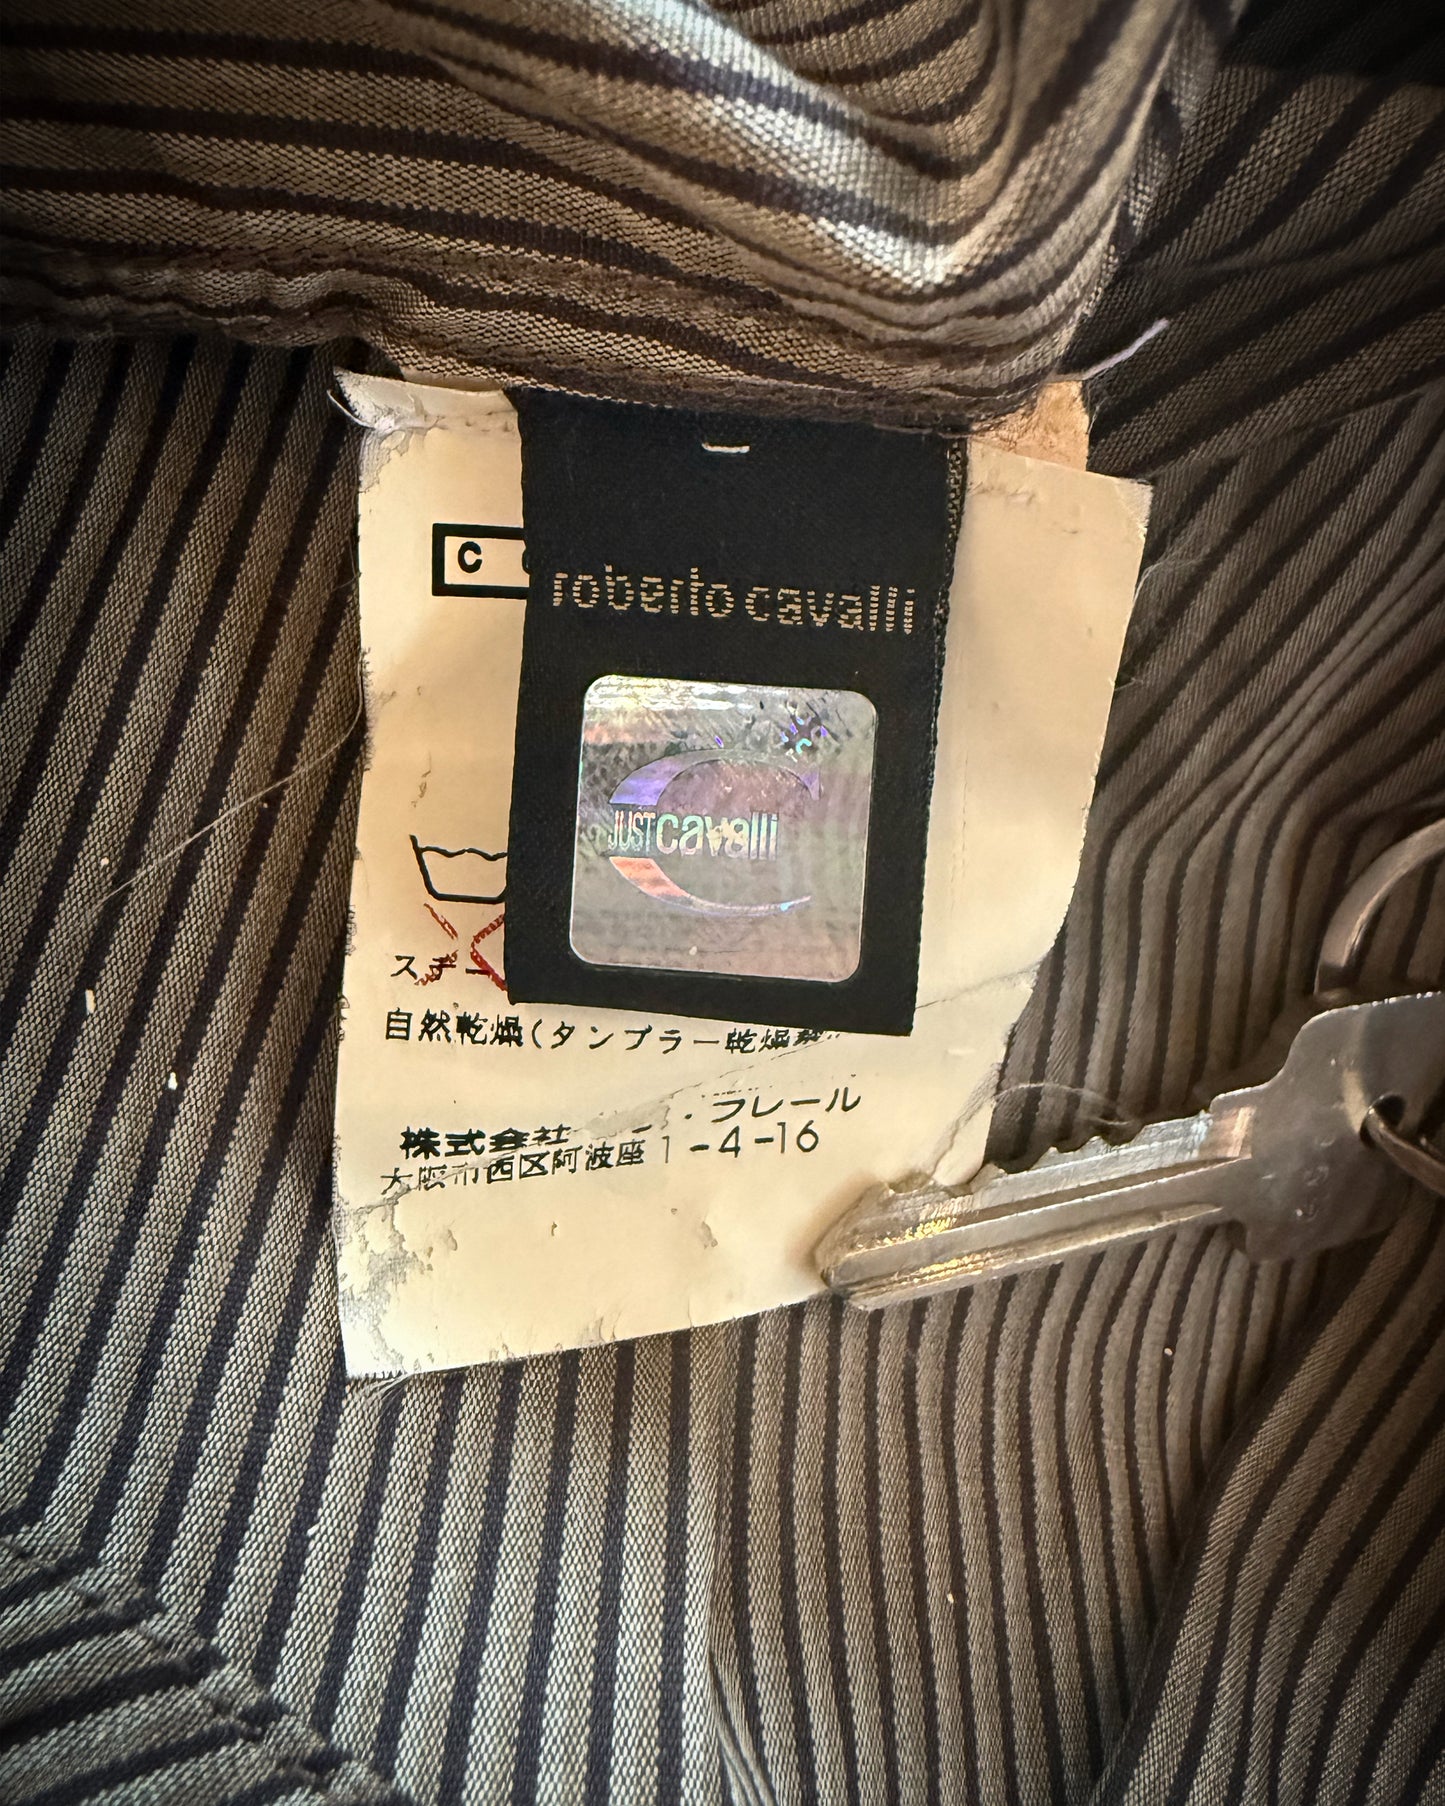 C
roberto cavalli
JUST cavalli
自然乾燥(タンブラー乾燥
株式会社 ・フレール
大阪市西区阿波座1-4-16